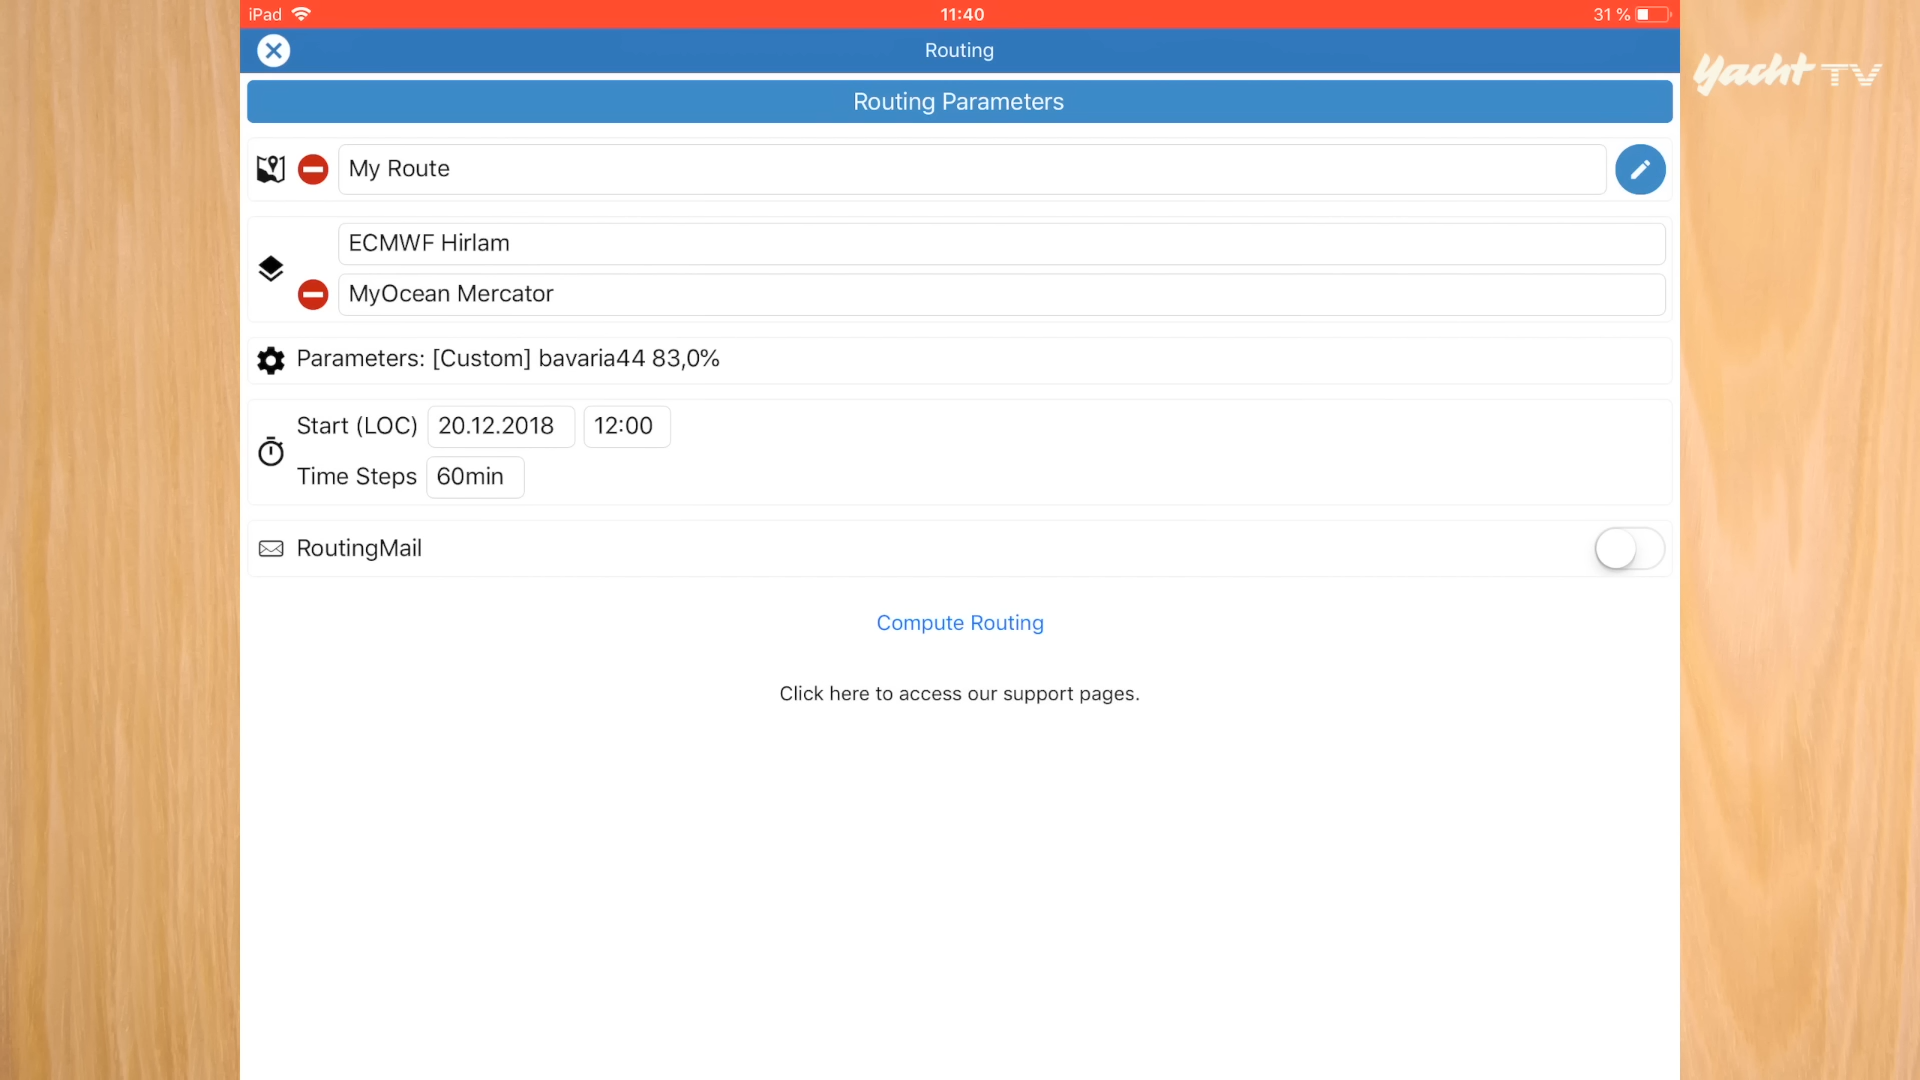 iPad 11:40 31 %
Routing
Yacht TV
Routing Parameters
My Route
ECMWF Hirlam
MyOcean Mercator
Parameters: [Custom] bavaria44 83,0%
Start (LOC) 20.12.2018 12:00
Time Steps 60min
RoutingMail
Compute Routing
Click here to access our support pages.